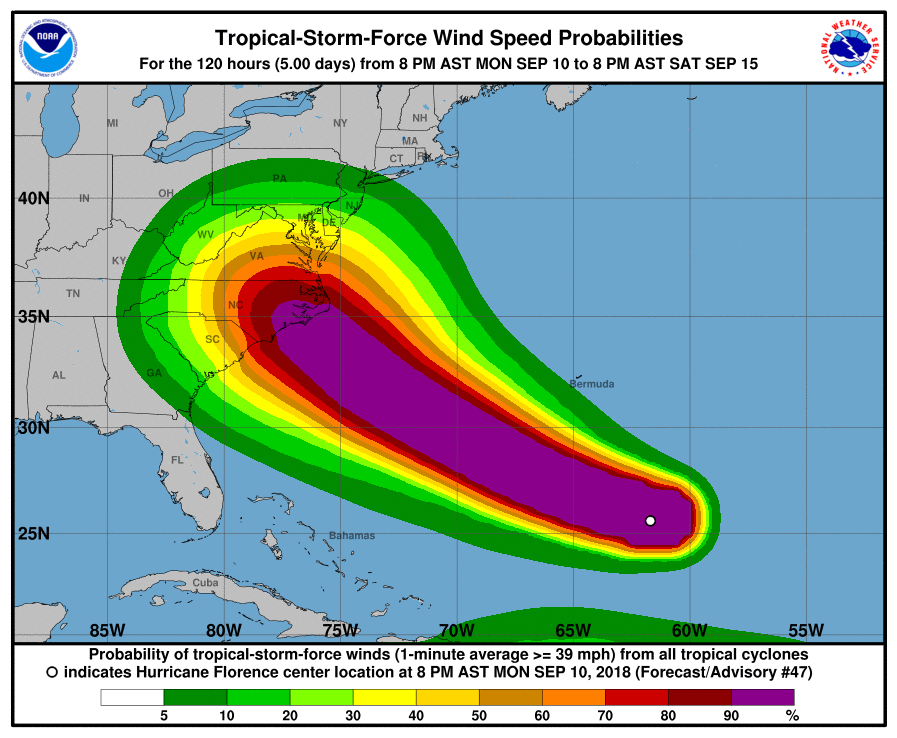 NOAA
NATIONAL WEATHER SERVICE
Tropical-Storm-Force Wind Speed Probabilities
For the 120 hours (5.00 days) from 8 PM AST MON SEP 10 to 8 PM AST SAT SEP 15
MI
NY
NH
MA
CT
RI
40N
IN
OH
PA
NJ
MD
DE
WV
KY
VA
TN
NC
35N
SC
AL
GA
Bermuda
30N
FL
25N
Bahamas
Cuba
85W 80W 75W 70W 65W 60W 55W
Probability of tropical-storm-force winds (1-minute average >= 39 mph) from all tropical cyclones
indicates Hurricane Florence center location at 8 PM AST MON SEP 10, 2018 (Forecast/Advisory #47)
5 10 20 30 40 50 60 70 80 90 %